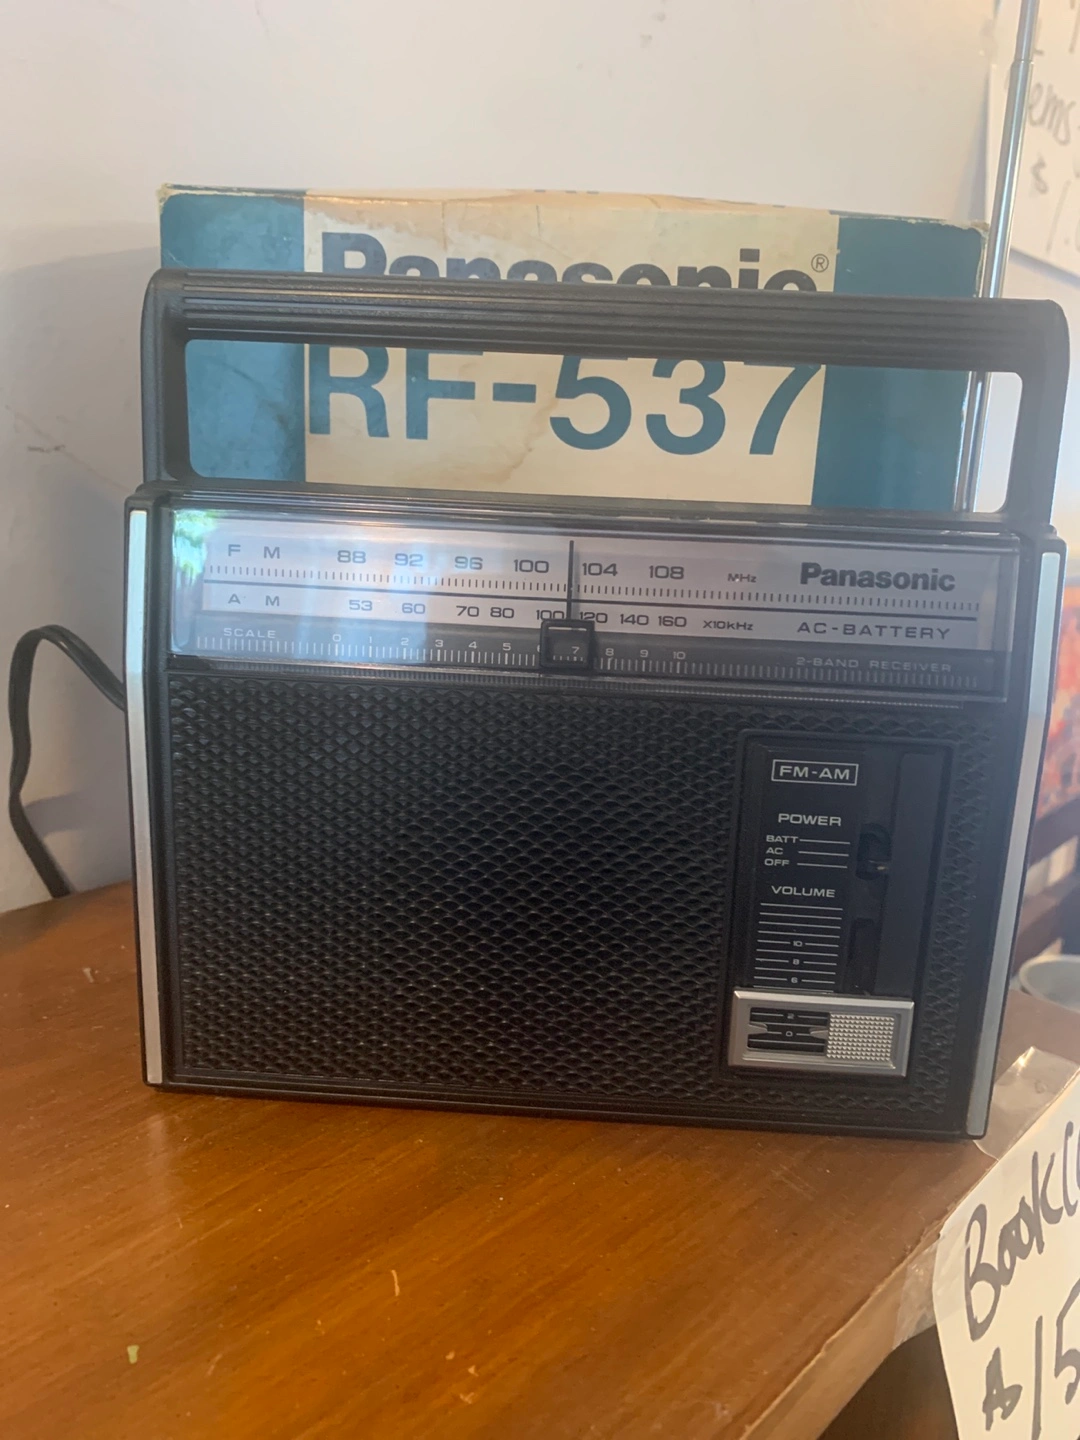 Panasonic®
RF-537
FM 88 92 96 100 104 108 MHz Panasonic
AM 53 60 70 80 100 120 140 160 X10kHz AC-BATTERY
SCALE 0 1 2 3 4 5 7 8 9 10 2-BAND RECEIVER
FM-AM
POWER
BATT
AC
OFF
VOLUME
10
8
6
2
0
$